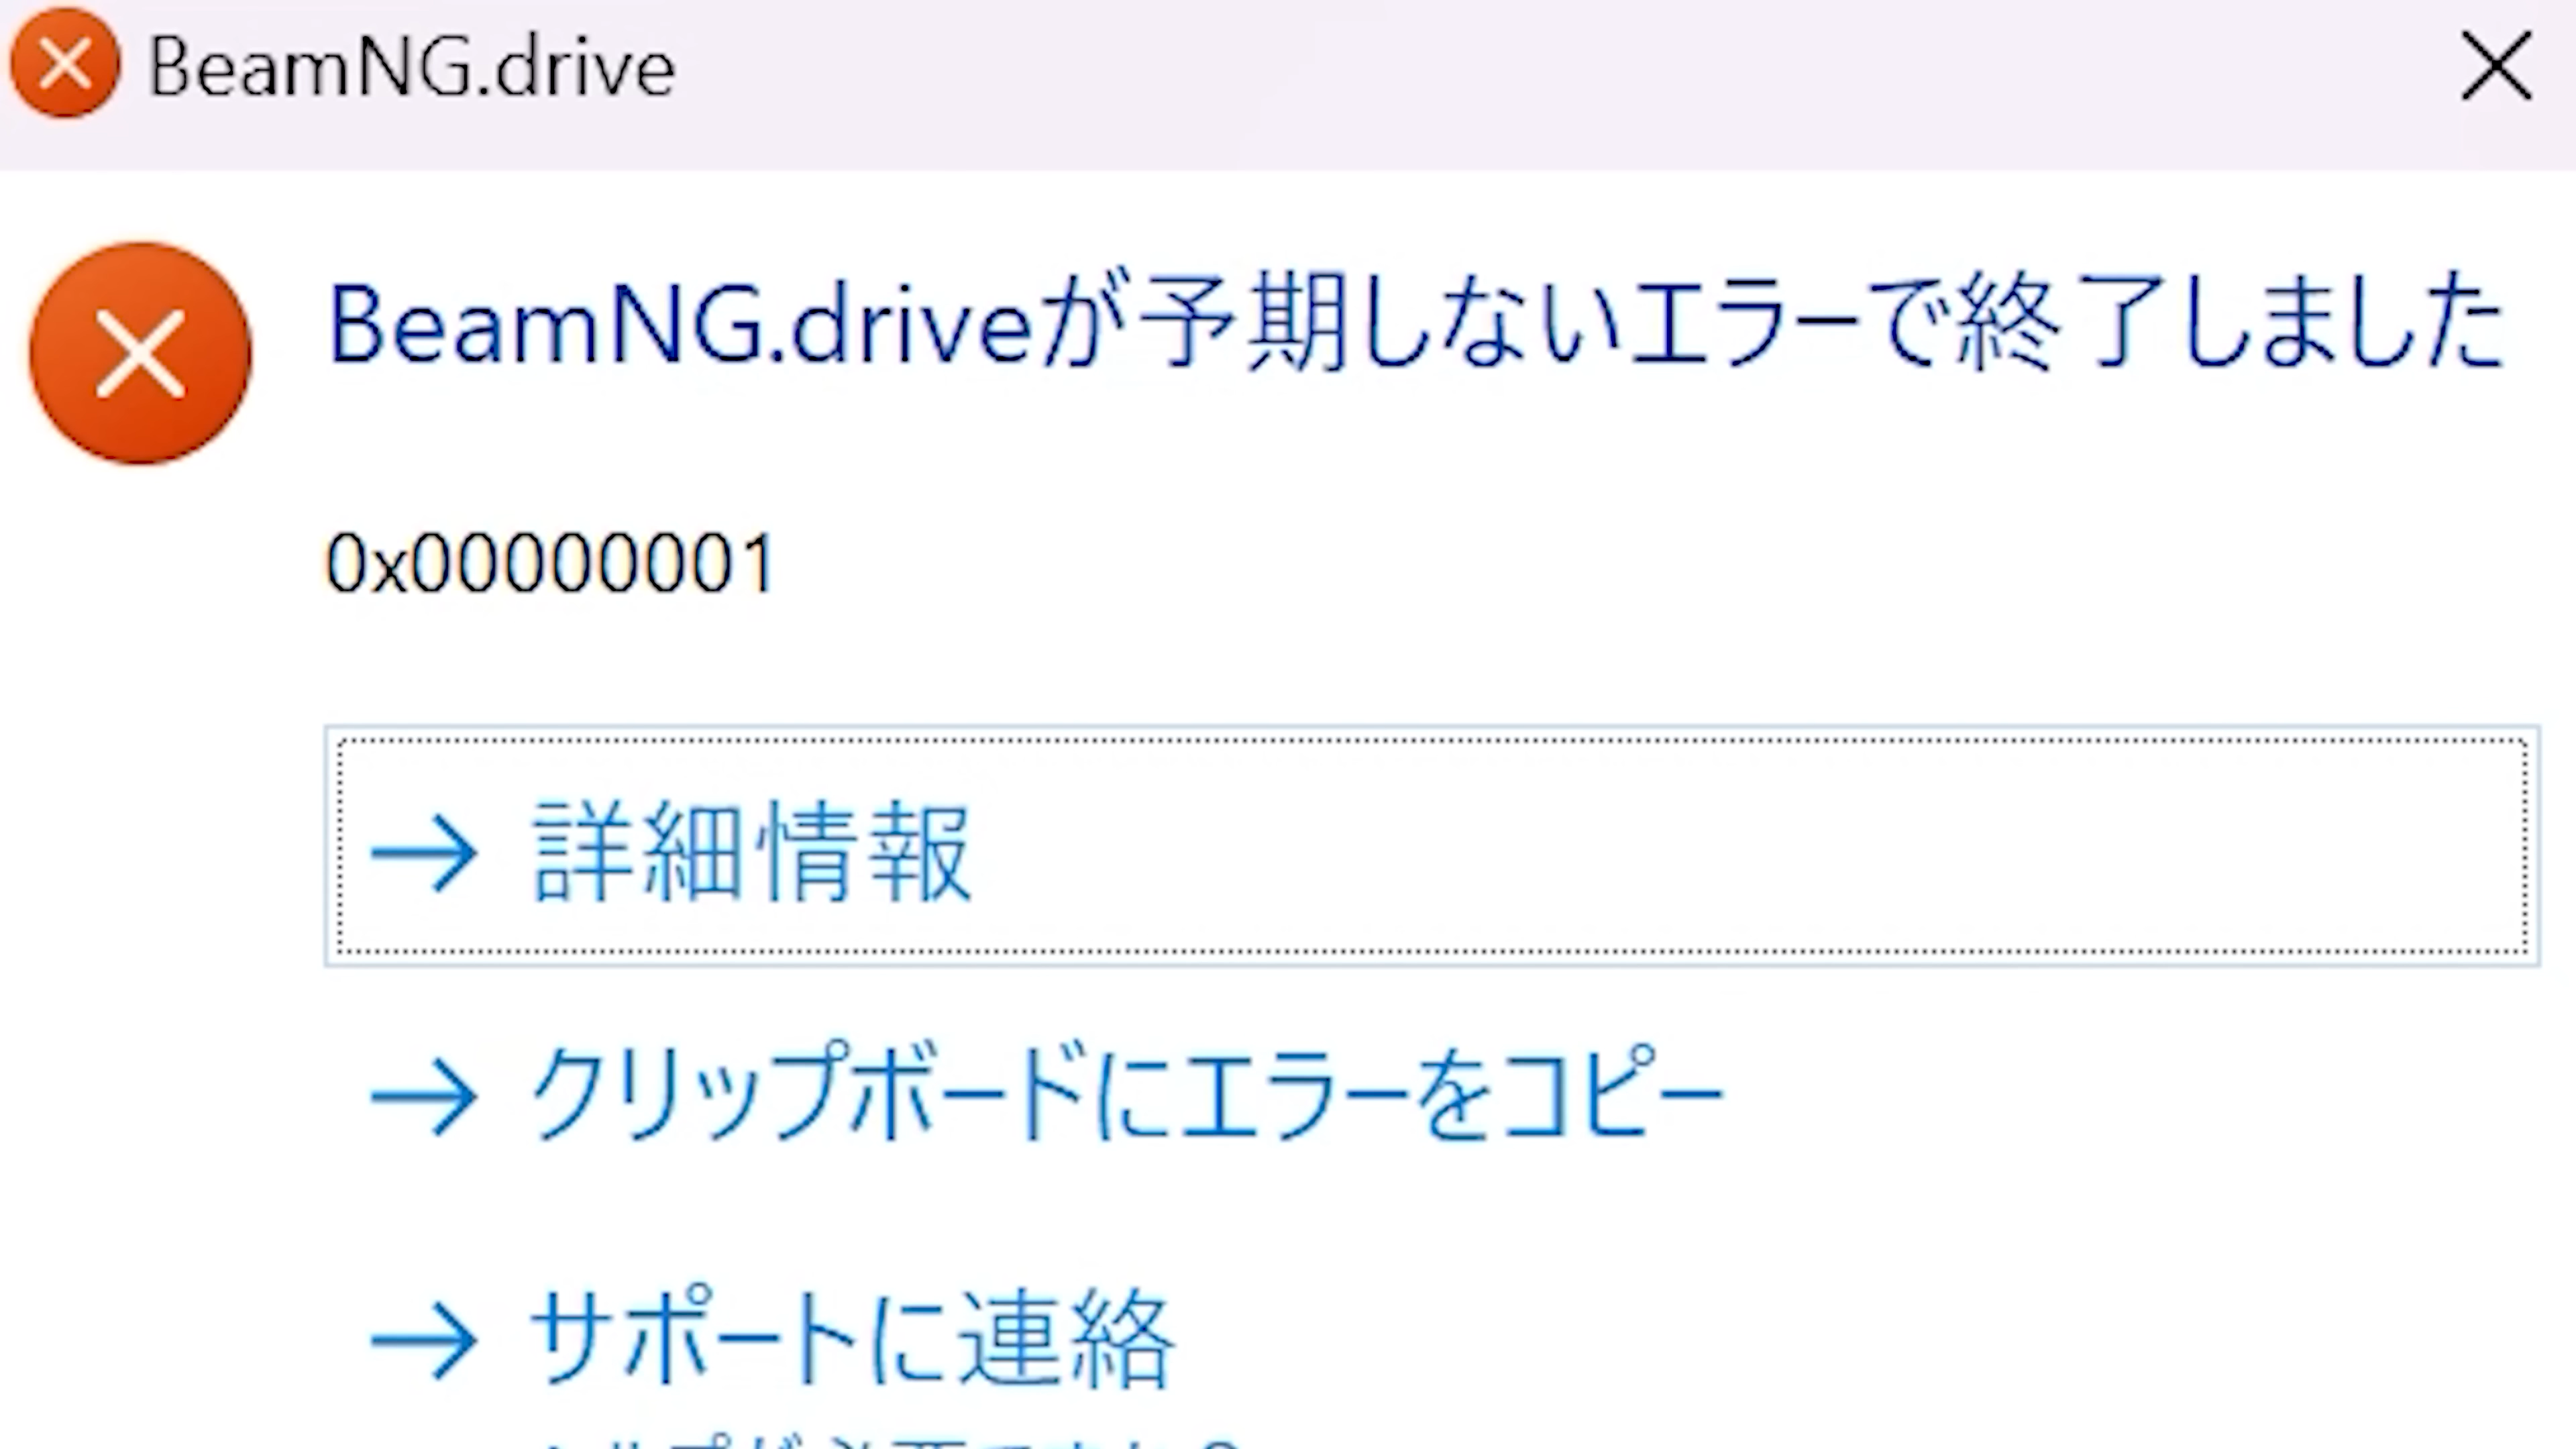 BeamNG.drive
BeamNG.driveが予期しないエラーで終了しました
0x00000001
詳細情報
クリップボードにエラーをコピー
サポートに連絡